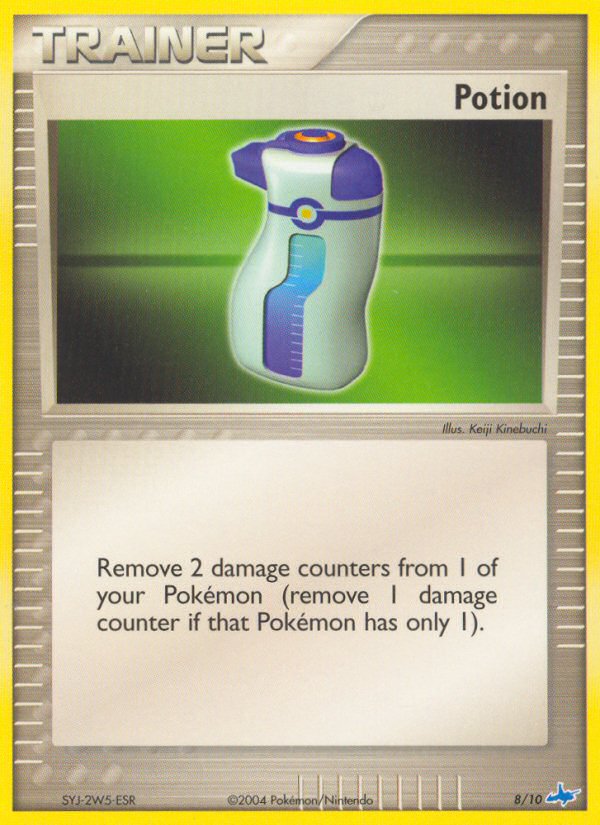 TRAINER
Potion
Illus. Keiji Kinebuchi
Remove 2 damage counters from 1 of
your Pokémon (remove 1 damage
counter if that Pokémon has only 1).
SYJ-2W5-ESR
©2004 Pokémon/Nintendo
8/10